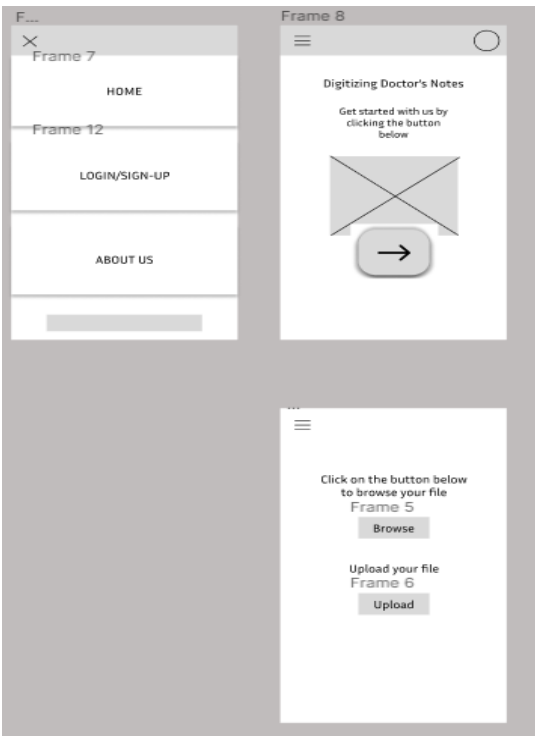 F...
Frame 7
HOME
Frame 12
LOGIN/SIGN-UP
ABOUT US
Frame 8
Digitizing Doctor's Notes
Get started with us by
clicking the button
below
...
Click on the button below
to browse your file
Frame 5
Browse
Upload your file
Frame 6
Upload